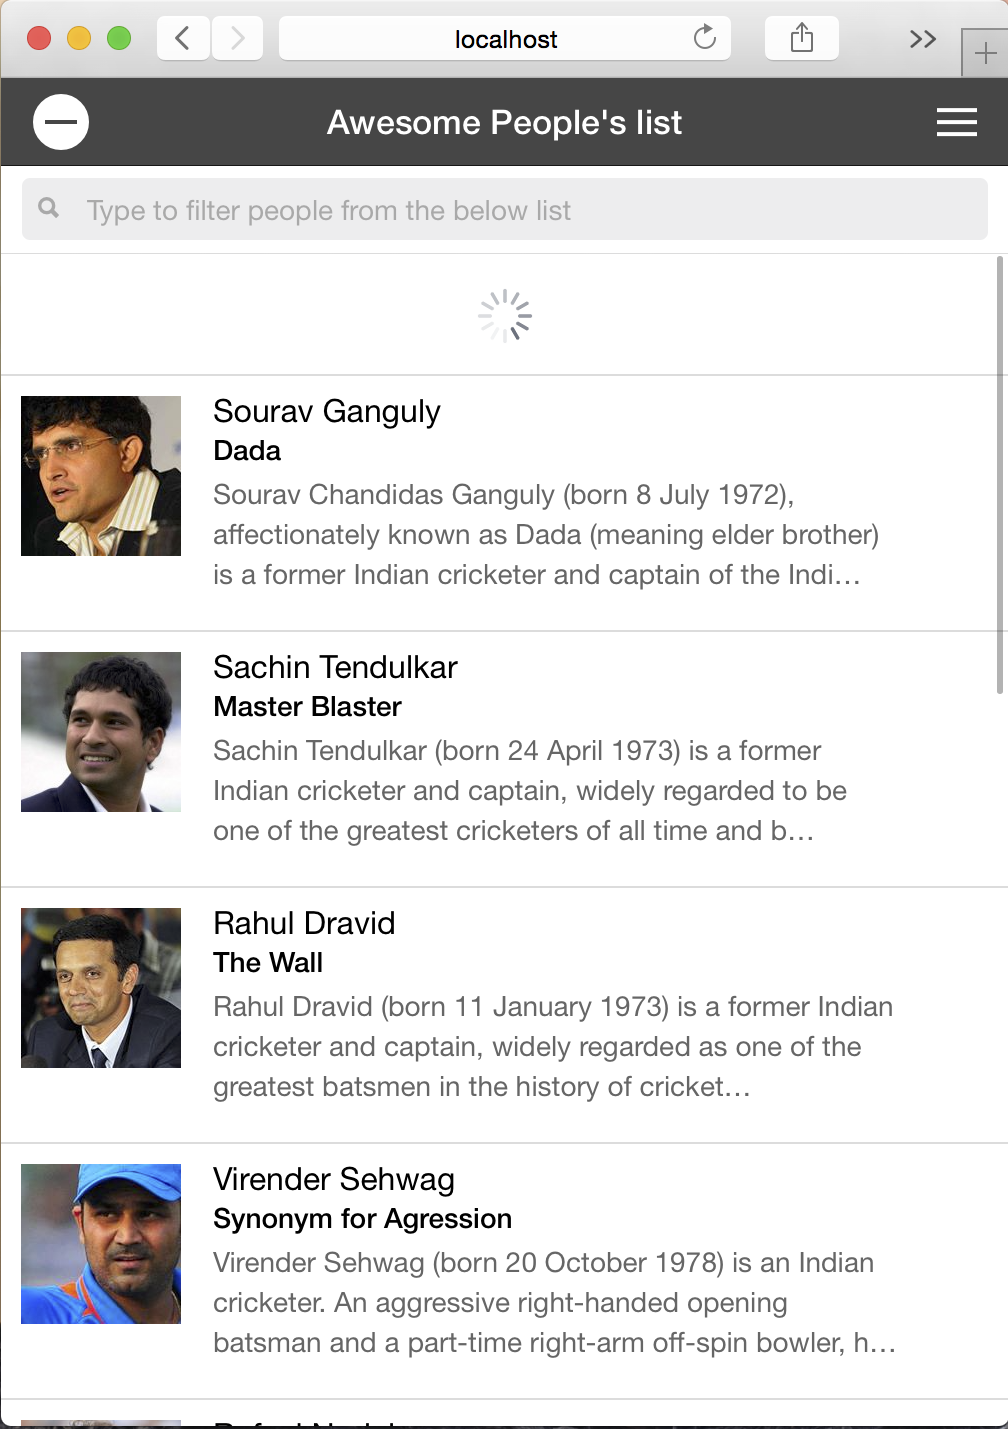 localhost
Awesome People's list
Type to filter people from the below list
Sourav Ganguly
Dada
Sourav Chandidas Ganguly (born 8 July 1972),
affectionately known as Dada (meaning elder brother)
is a former Indian cricketer and captain of the Indi…
Sachin Tendulkar
Master Blaster
Sachin Tendulkar (born 24 April 1973) is a former
Indian cricketer and captain, widely regarded to be
one of the greatest cricketers of all time and b…
Rahul Dravid
The Wall
Rahul Dravid (born 11 January 1973) is a former Indian
cricketer and captain, widely regarded as one of the
greatest batsmen in the history of cricket…
Virender Sehwag
Synonym for Agression
Virender Sehwag (born 20 October 1978) is an Indian
cricketer. An aggressive right-handed opening
batsman and a part-time right-arm off-spin bowler, h…